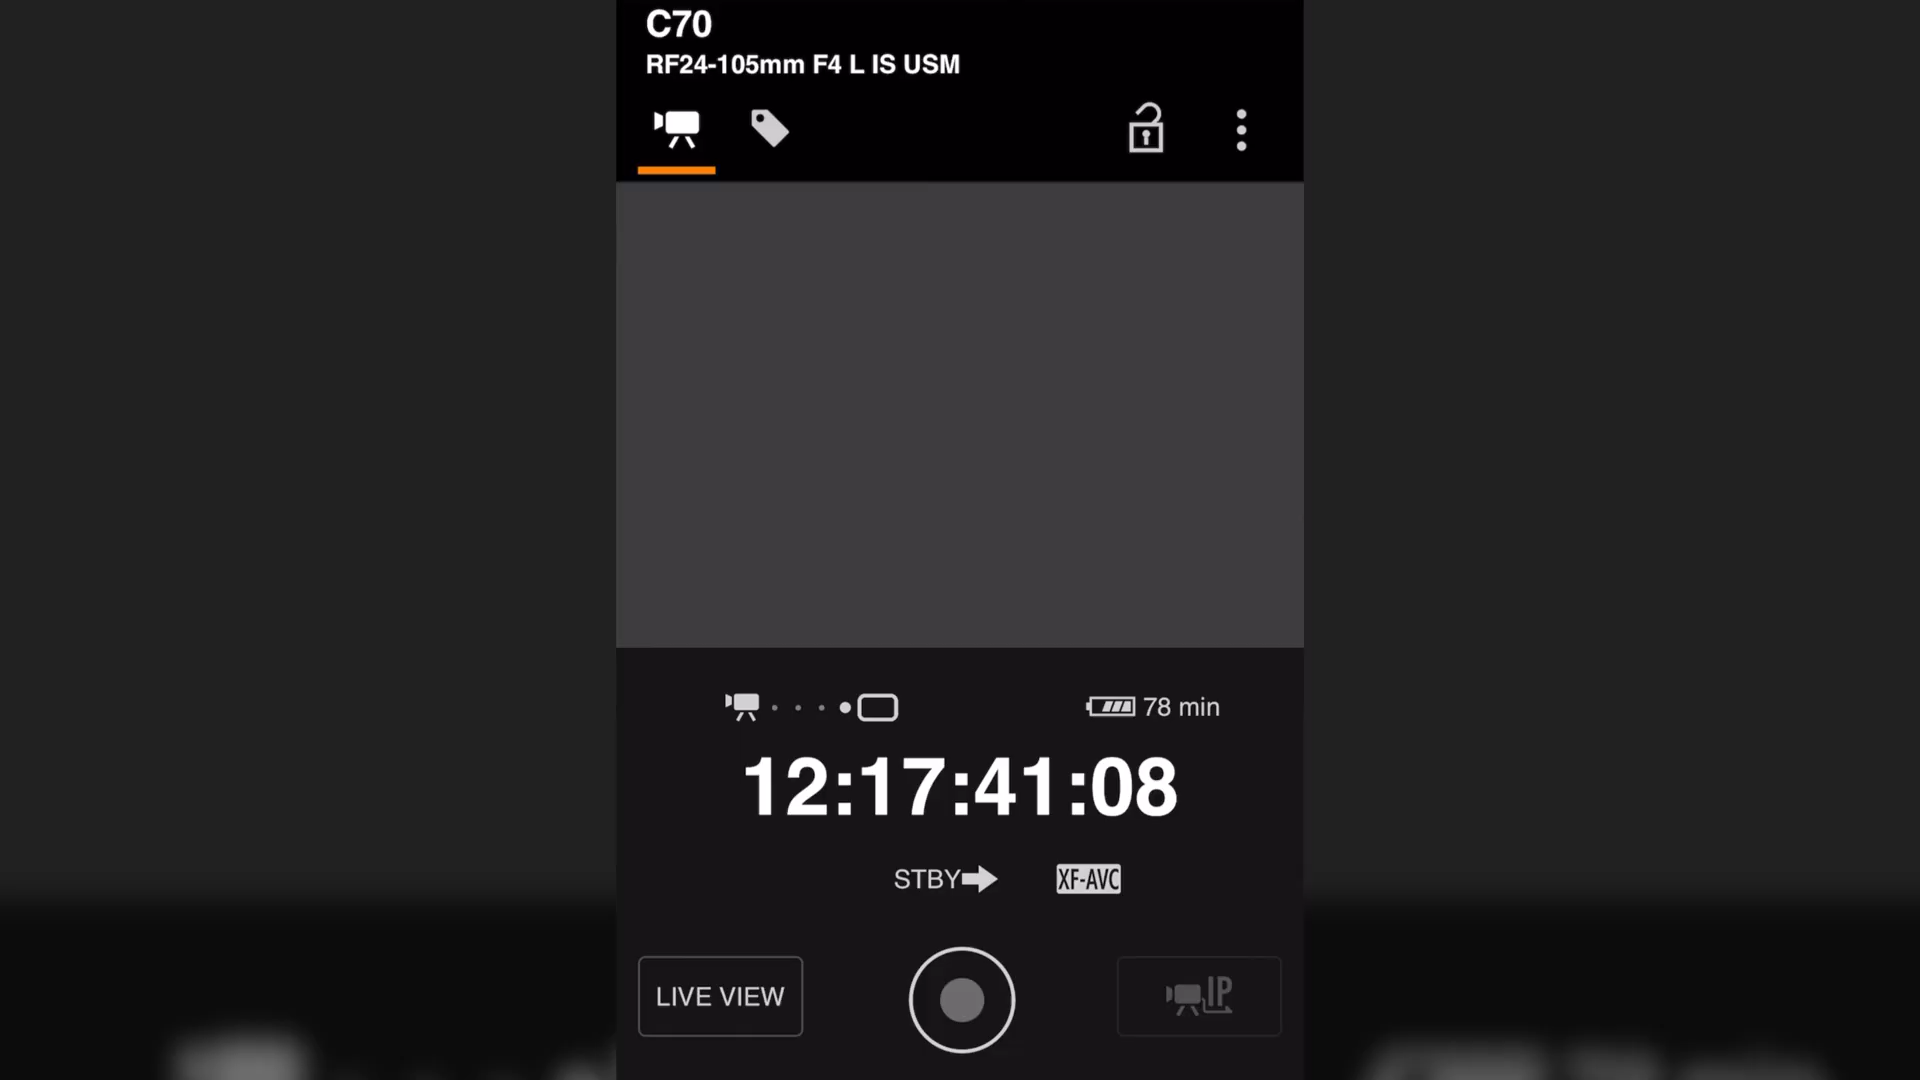 C70
RF24-105mm F4 L IS USM
78 min
12:17:41:08
STBY
XF-AVC
LIVE VIEW
IP